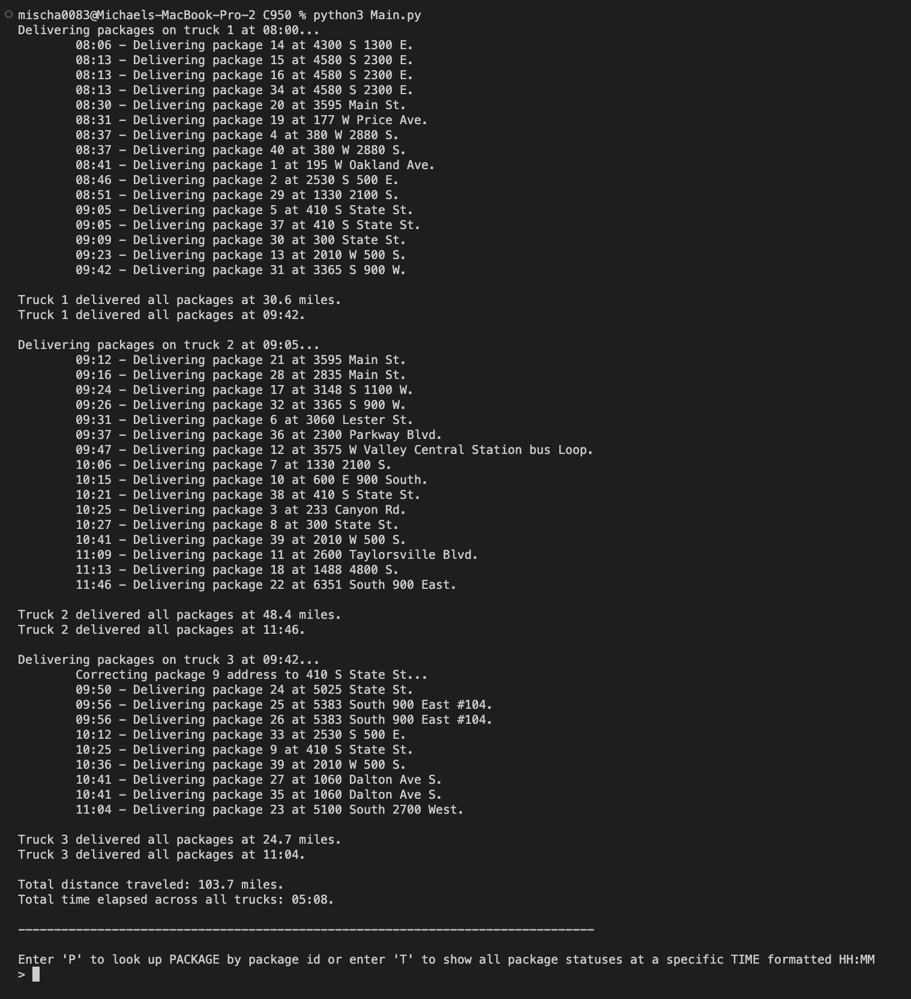 mischa0083@Michaels-MacBook-Pro-2 C950 % python3 Main.py
Delivering packages on truck 1 at 08:00...
08:06 - Delivering package 14 at 4300 S 1300 E.
08:13 - Delivering package 15 at 4580 S 2300 E.
08:13 - Delivering package 16 at 4580 S 2300 E.
08:13 - Delivering package 34 at 4580 S 2300 E.
08:30 - Delivering package 20 at 3595 Main St.
08:31 - Delivering package 19 at 177 W Price Ave.
08:37 - Delivering package 4 at 380 W 2880 S.
08:37 - Delivering package 40 at 380 W 2880 S.
08:41 - Delivering package 1 at 195 W Oakland Ave.
08:46 - Delivering package 2 at 2530 S 500 E.
08:51 - Delivering package 29 at 1330 2100 S.
09:05 - Delivering package 5 at 410 S State St.
09:05 - Delivering package 37 at 410 S State St.
09:09 - Delivering package 30 at 300 State St.
09:23 - Delivering package 13 at 2010 W 500 S.
09:42 - Delivering package 31 at 3365 S 900 W.
Truck 1 delivered all packages at 30.6 miles.
Truck 1 delivered all packages at 09:42.
Delivering packages on truck 2 at 09:05...
09:12 - Delivering package 21 at 3595 Main St.
09:16 - Delivering package 28 at 2835 Main St.
09:24 - Delivering package 17 at 3148 S 1100 W.
09:26 - Delivering package 32 at 3365 S 900 W.
09:31 - Delivering package 6 at 3060 Lester St.
09:37 - Delivering package 36 at 2300 Parkway Blvd.
09:47 - Delivering package 12 at 3575 W Valley Central Station bus Loop.
10:06 - Delivering package 7 at 1330 2100 S.
10:15 - Delivering package 10 at 600 E 900 South.
10:21 - Delivering package 38 at 410 S State St.
10:25 - Delivering package 3 at 233 Canyon Rd.
10:27 - Delivering package 8 at 300 State St.
10:41 - Delivering package 39 at 2010 W 500 S.
11:09 - Delivering package 11 at 2600 Taylorsville Blvd.
11:13 - Delivering package 18 at 1488 4800 S.
11:46 - Delivering package 22 at 6351 South 900 East.
Truck 2 delivered all packages at 48.4 miles.
Truck 2 delivered all packages at 11:46.
Delivering packages on truck 3 at 09:42...
Correcting package 9 address to 410 S State St...
09:50 - Delivering package 24 at 5025 State St.
09:56 - Delivering package 25 at 5383 South 900 East #104.
09:56 - Delivering package 26 at 5383 South 900 East #104.
10:12 - Delivering package 33 at 2530 S 500 E.
10:25 - Delivering package 9 at 410 S State St.
10:36 - Delivering package 39 at 2010 W 500 S.
10:41 - Delivering package 27 at 1060 Dalton Ave S.
10:41 - Delivering package 35 at 1060 Dalton Ave S.
11:04 - Delivering package 23 at 5100 South 2700 West.
Truck 3 delivered all packages at 24.7 miles.
Truck 3 delivered all packages at 11:04.
Total distance traveled: 103.7 miles.
Total time elapsed across all trucks: 05:08.
--------------------------------------------------------------------------------
Enter 'P' to look up PACKAGE by package id or enter 'T' to show all package statuses at a specific TIME formatted HH:MM
>